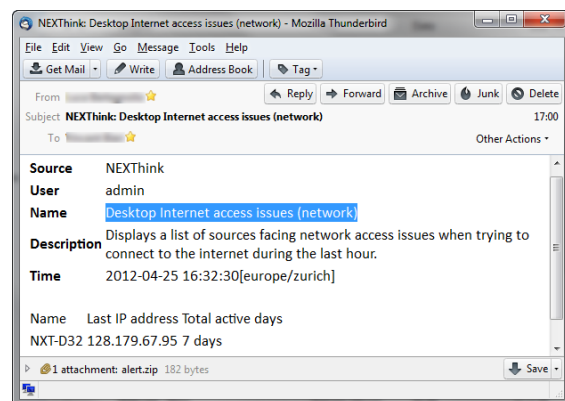 NEXThink: Desktop Internet access issues (network) - Mozilla Thunderbird
File Edit View Go Message Tools Help
Get Mail Write Address Book Tag
From Reply Forward Archive Junk Delete
Subject NEXThink: Desktop Internet access issues (network) 17:00
To Other Actions
Source NEXThink
User admin
Name Desktop Internet access issues (network)
Description Displays a list of sources facing network access issues when trying to
connect to the internet during the last hour.
Time 2012-04-25 16:32:30[europe/zurich]
Name Last IP address Total active days
NXT-D32 128.179.67.95 7 days
1 attachment: alert.zip 182 bytes Save